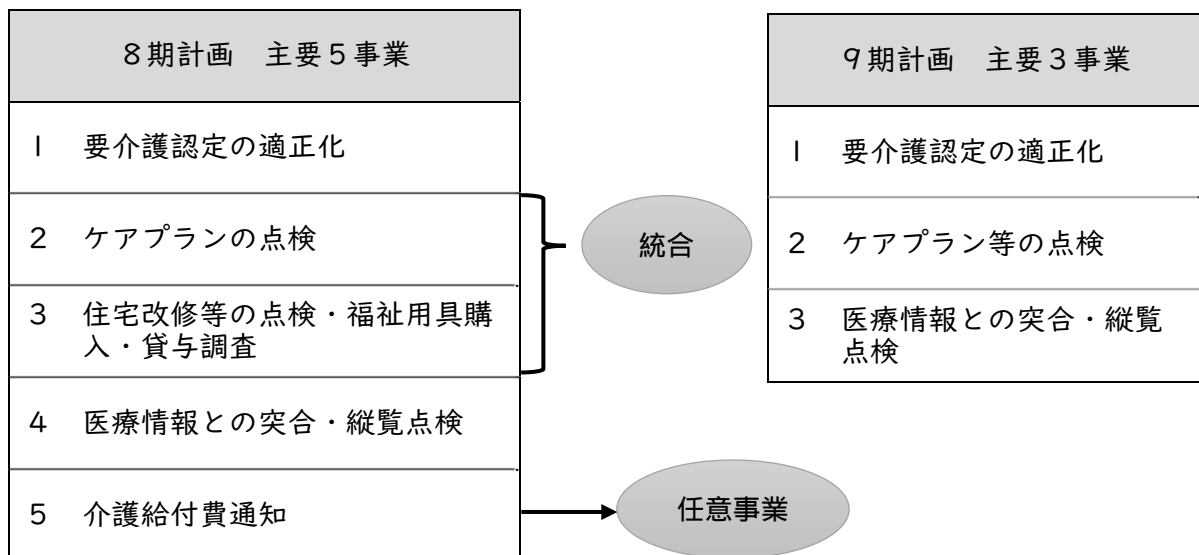 ８期計画　主要５事業
１　要介護認定の適正化
２　ケアプランの点検
３　住宅改修等の点検・福祉用具購
入・貸与調査
４　医療情報との突合・縦覧点検
５　介護給付費通知
統合
任意事業
９期計画　主要３事業
１　要介護認定の適正化
２　ケアプラン等の点検
３　医療情報との突合・縦覧
点検